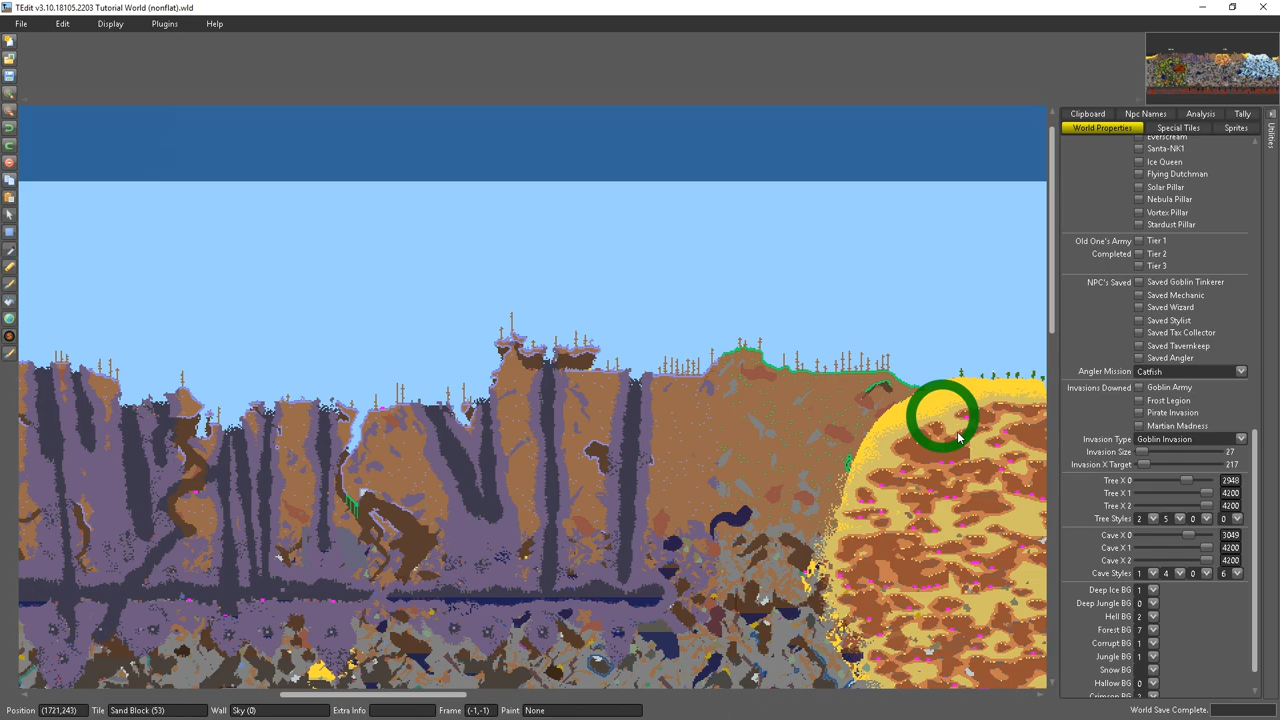 TEdit v3.10.18105.2203 Tutorial World (nonflat).wld
File Edit Display Plugins Help
Clipboard Npc Names Analysis Tally
World Properties Special Tiles Sprites
Utilities
Everscream
Santa-NK1
Ice Queen
Flying Dutchman
Solar Pillar
Nebula Pillar
Vortex Pillar
Stardust Pillar
Old One's Army Tier 1
Completed Tier 2
Tier 3
NPC's Saved Saved Goblin Tinkerer
Saved Mechanic
Saved Wizard
Saved Stylist
Saved Tax Collector
Saved Tavernkeep
Saved Angler
Angler Mission Catfish
Invasions Downed Goblin Army
Frost Legion
Pirate Invasion
Martian Madness
Invasion Type Goblin Invasion
Invasion Size 27
Invasion X Target 217
Tree X 0 2948
Tree X 1 4200
Tree X 2 4200
Tree Styles 2 5 0 0
Cave X 0 3049
Cave X 1 4200
Cave X 2 4200
Cave Styles 1 4 0 6
Deep Ice BG 1
Deep Jungle BG 0
Hell BG 2
Forest BG 7
Corrupt BG 1
Jungle BG 1
Snow BG
Hallow BG 0
Crimson BG 2
Position (1721,243) Tile Sand Block (53) Wall Sky (0) Extra Info Frame (-1,-1) Paint None World Save Complete.